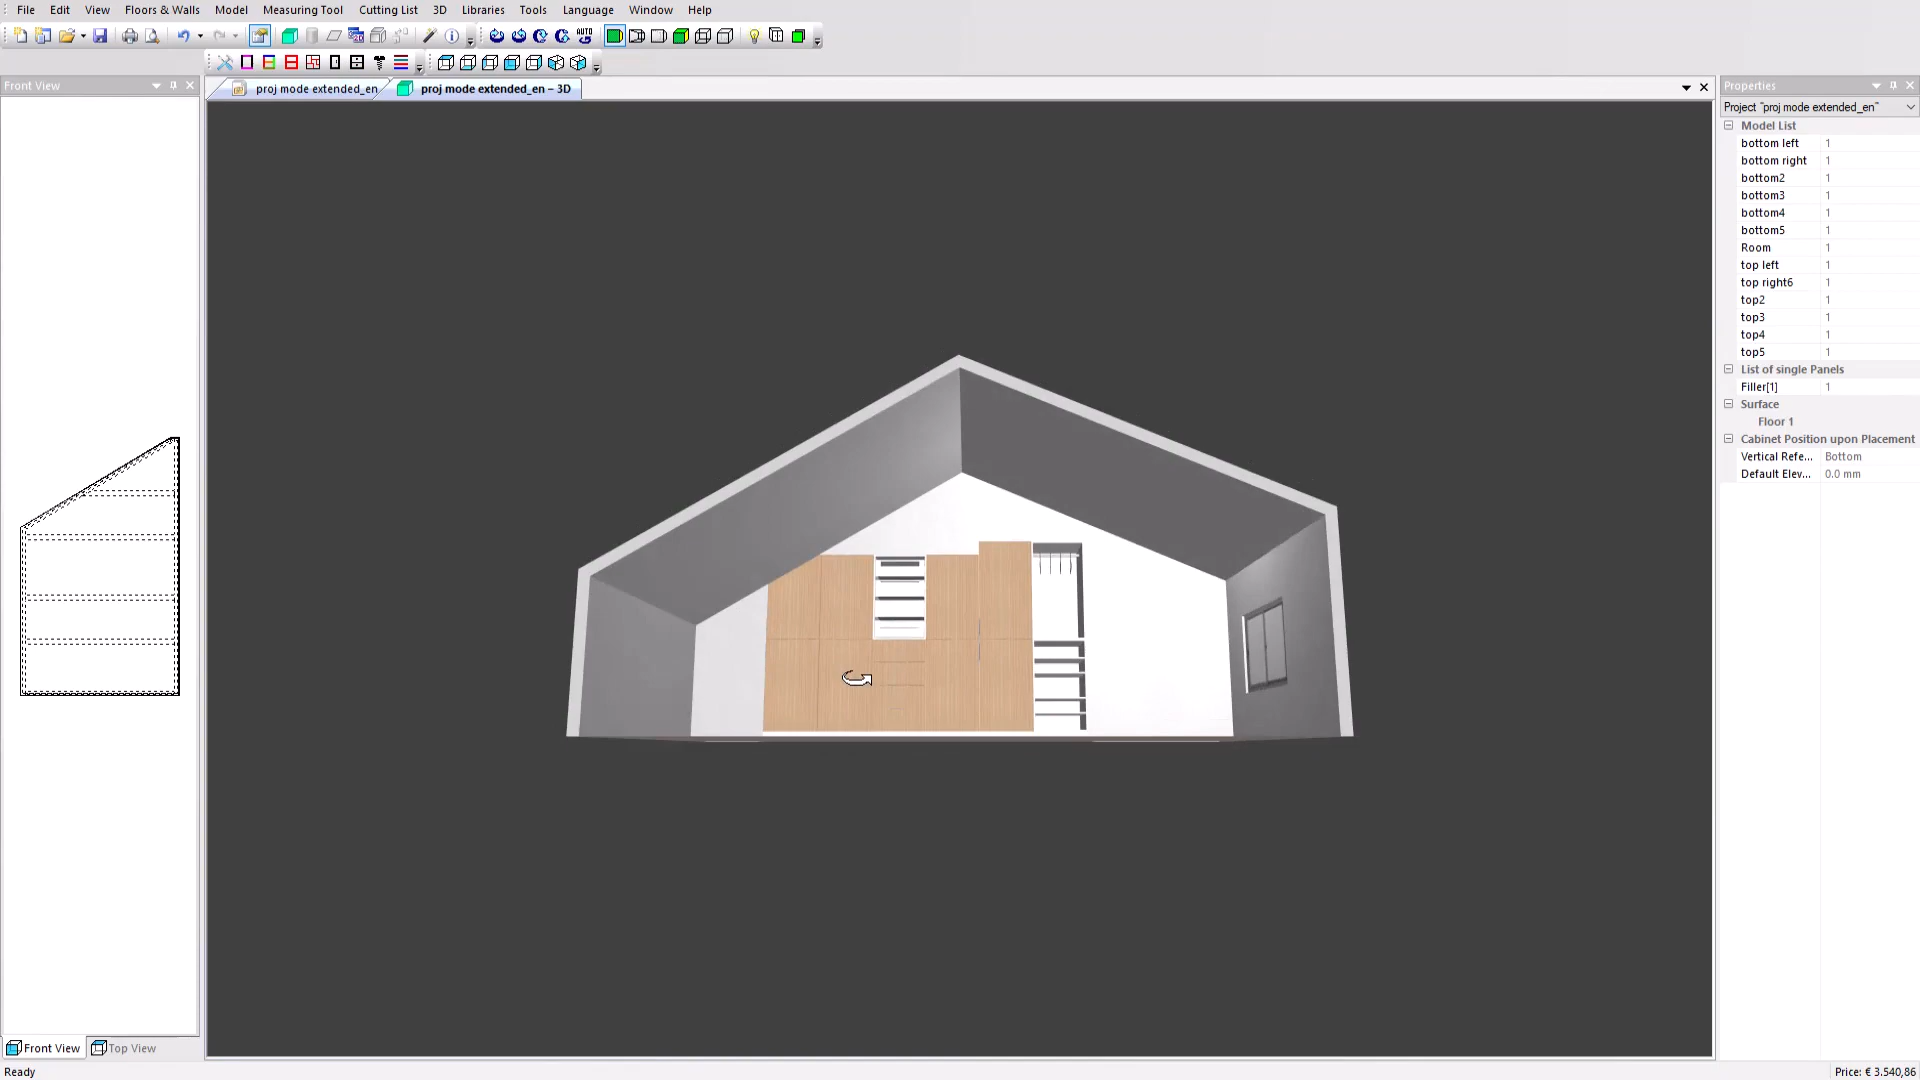 File Edit View Floors & Walls Model Measuring Tool Cutting List 3D Libraries Tools Language Window Help
AUTO
Front View
proj mode extended_en
proj mode extended_en – 3D
Properties
Project "proj mode extended_en"
Model List
bottom left 1
bottom right 1
bottom2 1
bottom3 1
bottom4 1
bottom5 1
Room 1
top left 1
top right6 1
top2 1
top3 1
top4 1
top5 1
List of single Panels
Filler[1] 1
Surface
Floor 1
Cabinet Position upon Placement
Vertical Refe... Bottom
Default Elev... 0.0 mm
Front View Top View
Ready
Price: € 3.540,86